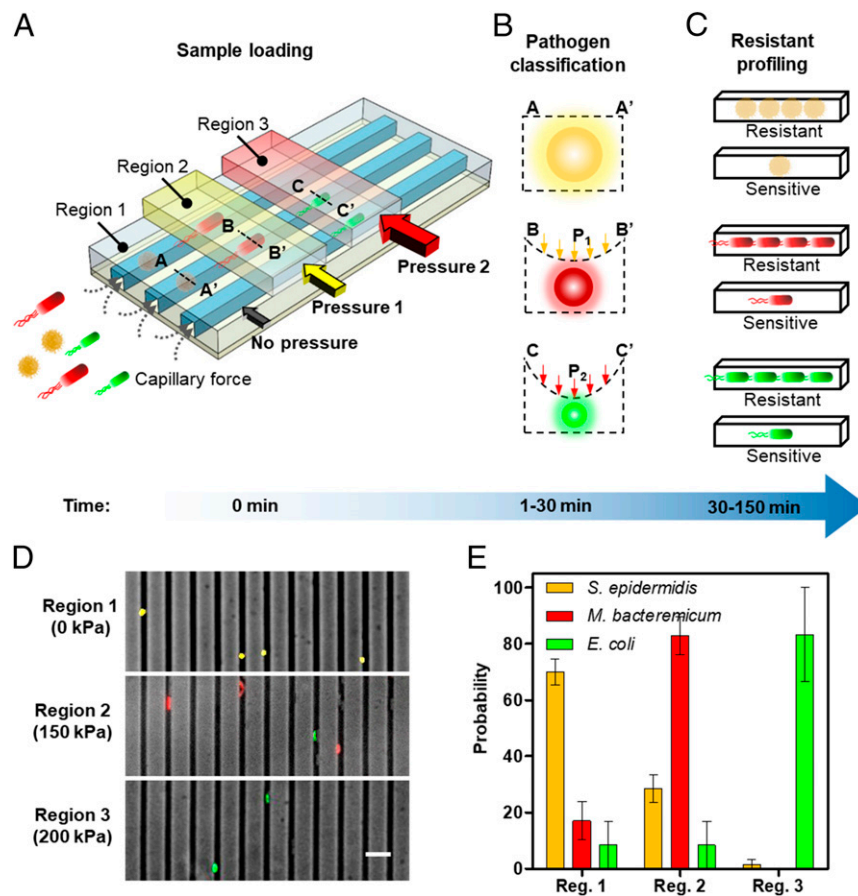 A
Sample loading
Region 3
Region 2
Region 1
A
A'
B
B'
C
C'
Pressure 2
Pressure 1
No pressure
Capillary force
B
Pathogen
classification
A A'
B P1 B'
C P2 C'
C
Resistant
profiling
Resistant
Sensitive
Resistant
Sensitive
Resistant
Sensitive
Time: 0 min 1-30 min 30-150 min
D
Region 1
(0 kPa)
Region 2
(150 kPa)
Region 3
(200 kPa)
E
Probability
100
80
60
40
20
0
S. epidermidis
M. bacteremicum
E. coli
Reg. 1 Reg. 2 Reg. 3